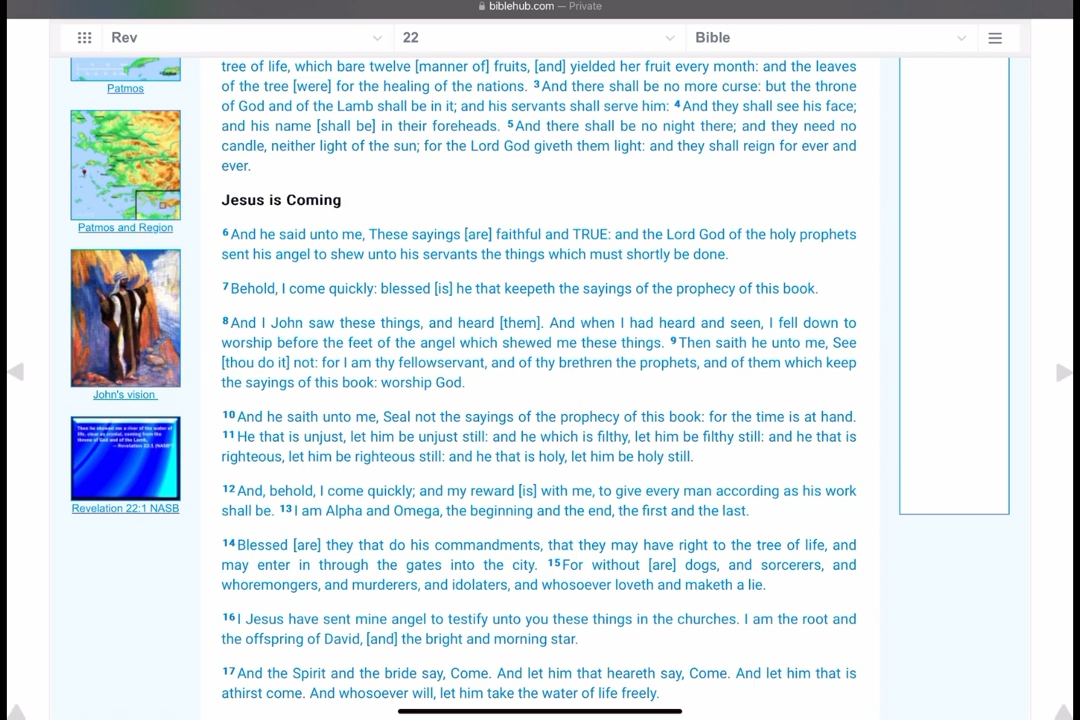 biblehub.com — Private
Rev
22
Bible
Patmos
Patmos and Region
John's vision
Then he showed me a river of the water of
life, clear as crystal, coming from the
throne of God and of the Lamb,
Revelation 22:1 NASB
tree of life, which bare twelve [manner of] fruits, [and] yielded her fruit every month: and the leaves
of the tree [were] for the healing of the nations. 3 And there shall be no more curse: but the throne
of God and of the Lamb shall be in it; and his servants shall serve him: 4 And they shall see his face;
and his name [shall be] in their foreheads. 5 And there shall be no night there; and they need no
candle, neither light of the sun; for the Lord God giveth them light: and they shall reign for ever and
ever.
Jesus is Coming
6 And he said unto me, These sayings [are] faithful and TRUE: and the Lord God of the holy prophets
sent his angel to shew unto his servants the things which must shortly be done.
7 Behold, I come quickly: blessed [is] he that keepeth the sayings of the prophecy of this book.
8 And I John saw these things, and heard [them]. And when I had heard and seen, I fell down to
worship before the feet of the angel which shewed me these things. 9 Then saith he unto me, See
[thou do it] not: for I am thy fellowservant, and of thy brethren the prophets, and of them which keep
the sayings of this book: worship God.
10 And he saith unto me, Seal not the sayings of the prophecy of this book: for the time is at hand.
11 He that is unjust, let him be unjust still: and he which is filthy, let him be filthy still: and he that is
righteous, let him be righteous still: and he that is holy, let him be holy still.
12 And, behold, I come quickly; and my reward [is] with me, to give every man according as his work
shall be. 13 I am Alpha and Omega, the beginning and the end, the first and the last.
14 Blessed [are] they that do his commandments, that they may have right to the tree of life, and
may enter in through the gates into the city. 15 For without [are] dogs, and sorcerers, and
whoremongers, and murderers, and idolaters, and whosoever loveth and maketh a lie.
16 I Jesus have sent mine angel to testify unto you these things in the churches. I am the root and
the offspring of David, [and] the bright and morning star.
17 And the Spirit and the bride say, Come. And let him that heareth say, Come. And let him that is
athirst come. And whosoever will, let him take the water of life freely.